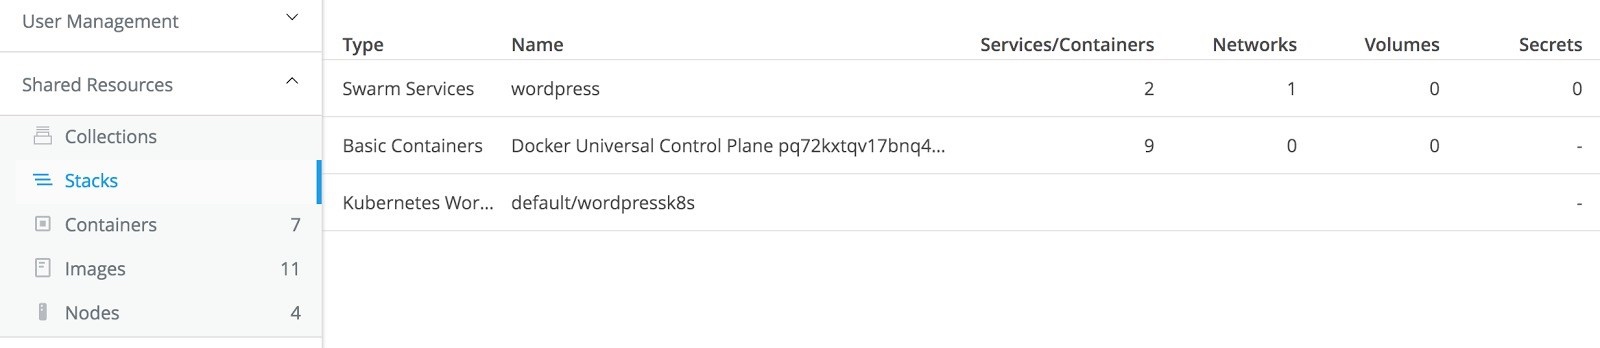 User Management
Shared Resources
Collections
Stacks
Containers 7
Images 11
Nodes 4
Type Name Services/Containers Networks Volumes Secrets
Swarm Services wordpress 2 1 0 0
Basic Containers Docker Universal Control Plane pq72kxtqv17bnq4... 9 0 0 -
Kubernetes Wor... default/wordpressk8s -